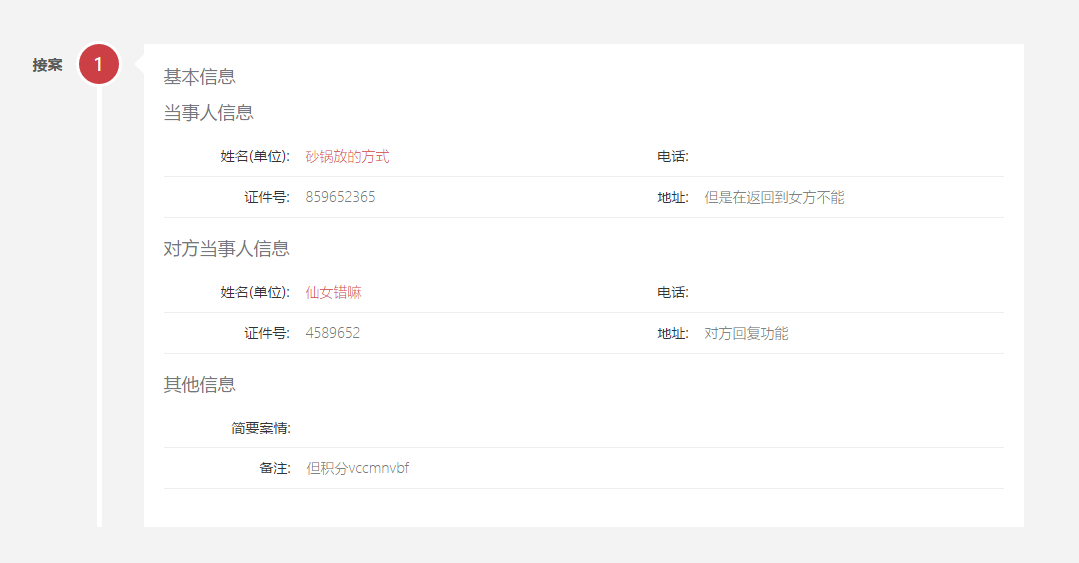 接案 1
基本信息
当事人信息
姓名(单位): 砂锅放的方式 电话:
证件号: 859652365 地址: 但是在返回到女方不能
对方当事人信息
姓名(单位): 仙女错嘛 电话:
证件号: 4589652 地址: 对方回复功能
其他信息
简要案情:
备注: 但积分vccmnvbf